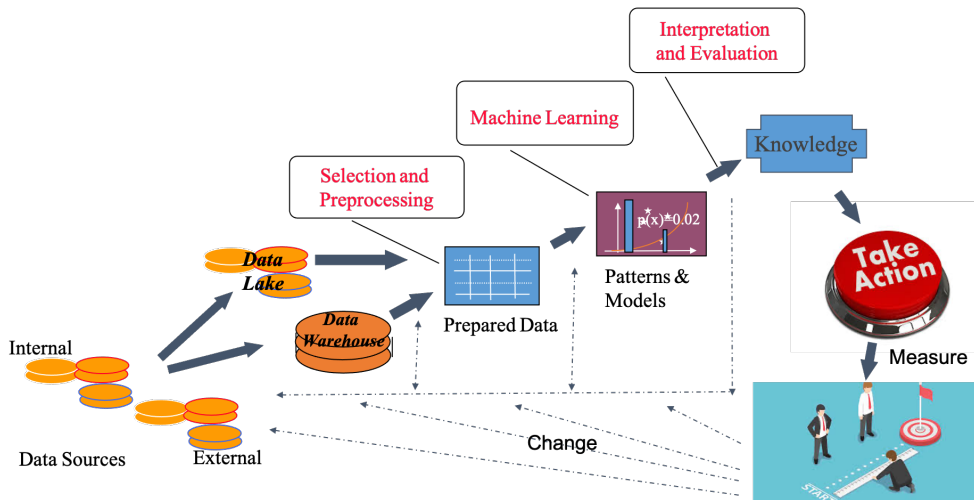 Interpretation
and Evaluation
Machine Learning
Knowledge
Selection and
Preprocessing
p(x)=0.02
Take
Action
Data
Lake
Patterns &
Models
Prepared Data
Data
Warehouse
Internal
Measure
Change
Data Sources
External
START